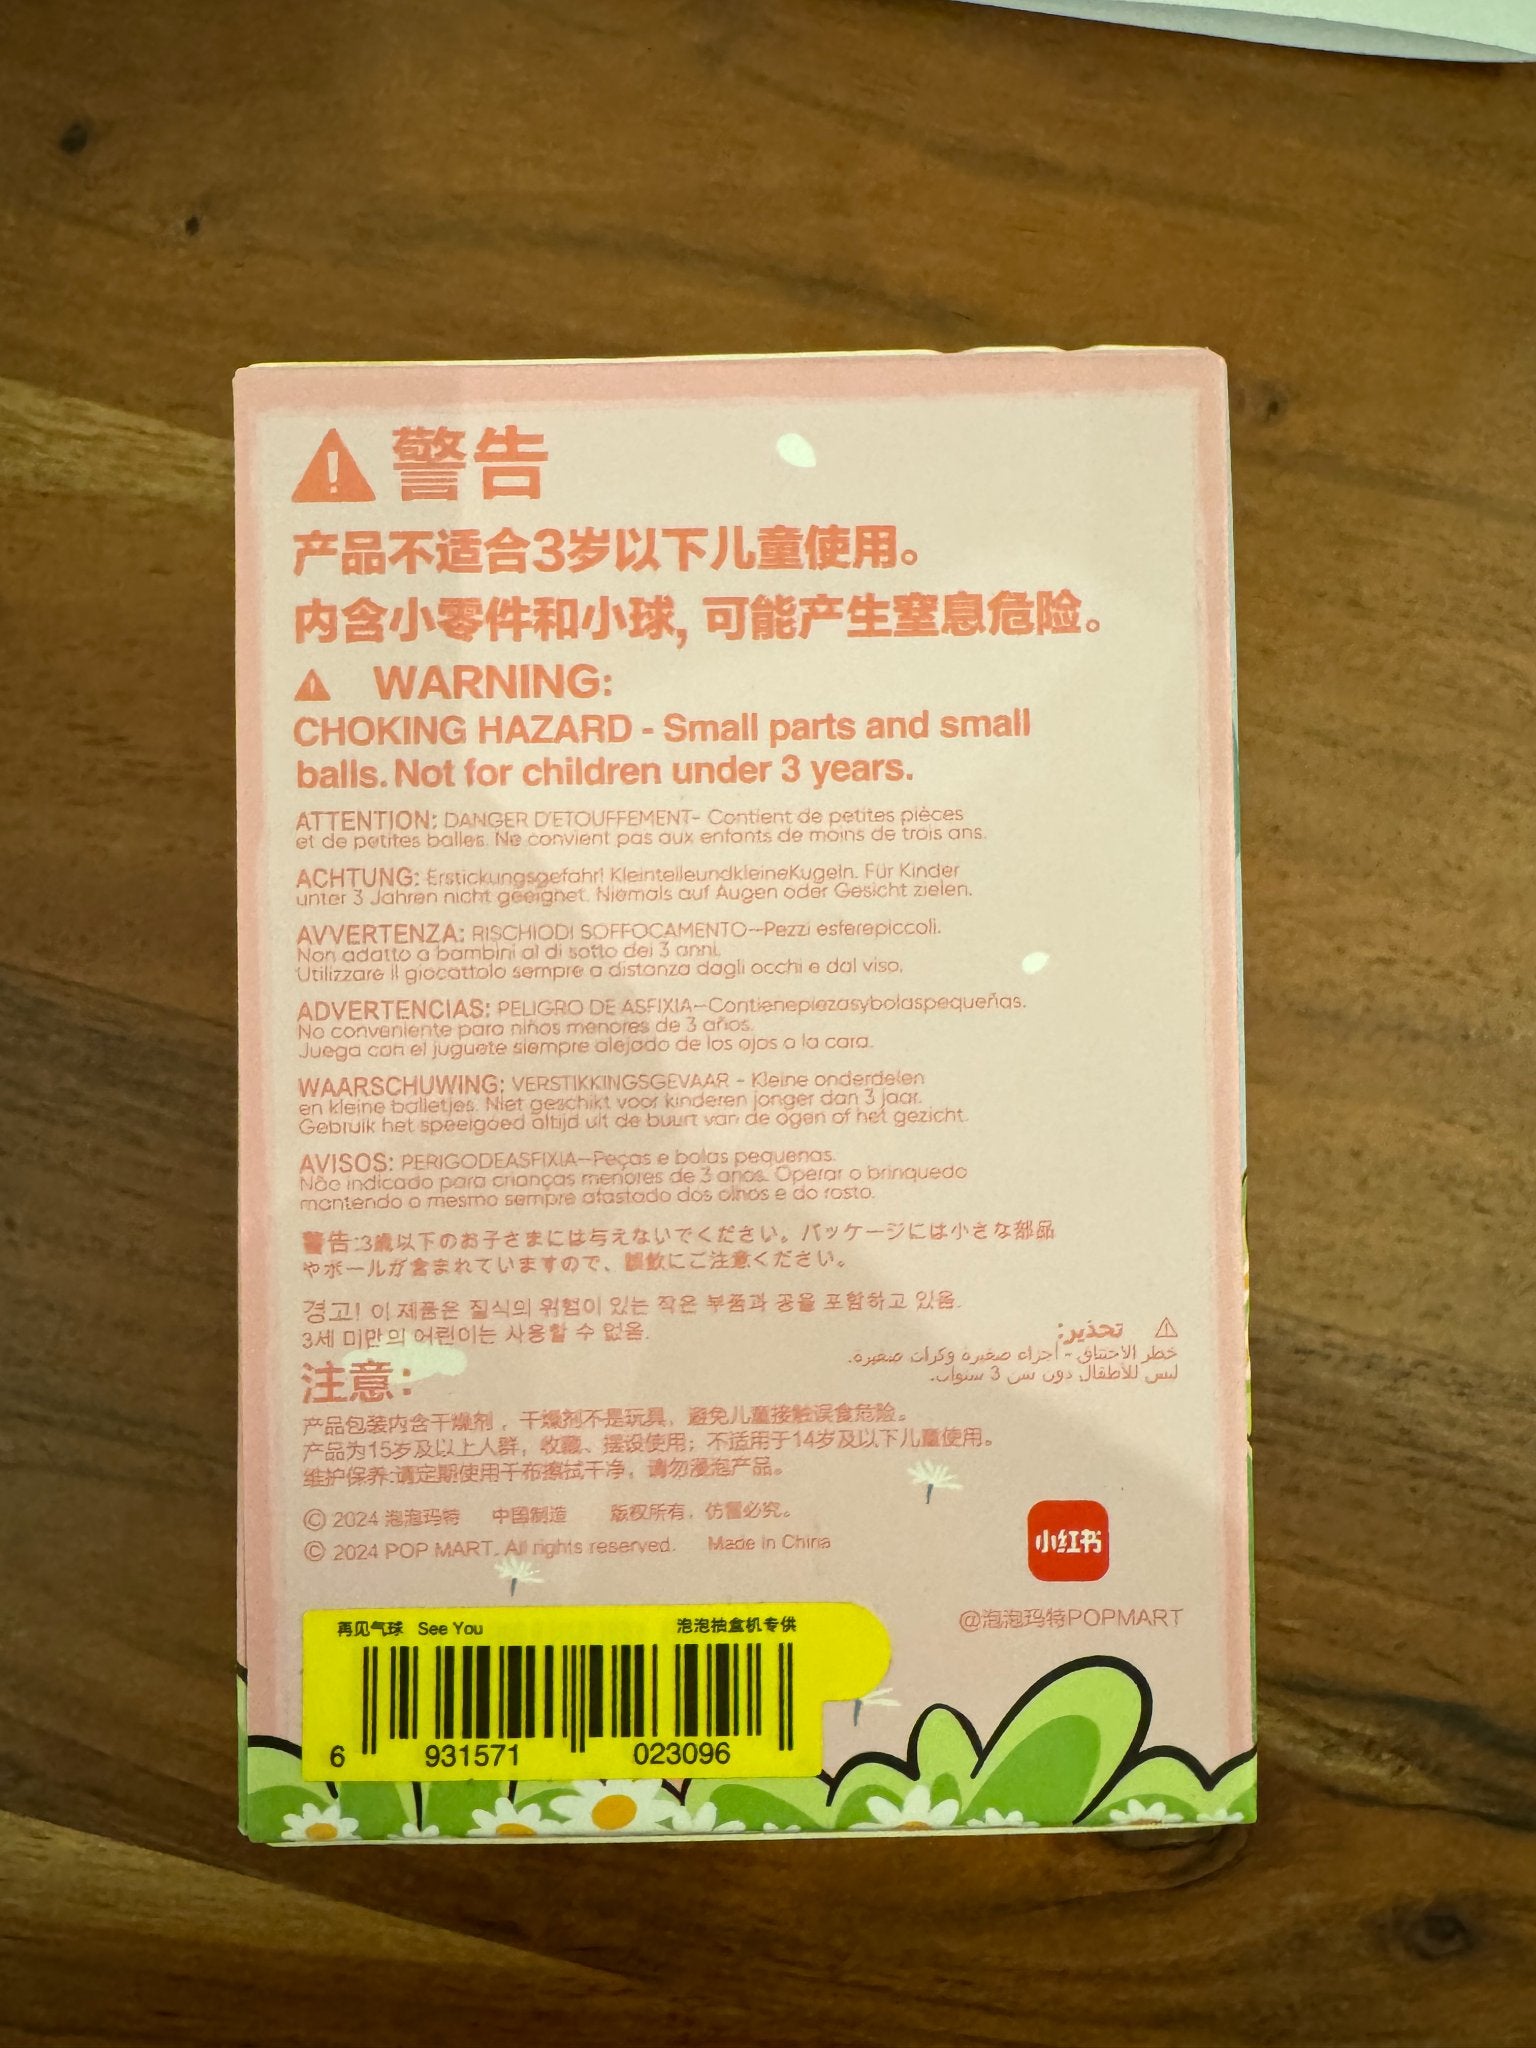 警告
产品不适合3岁以下儿童使用。
内含小零件和小球, 可能产生窒息危险。
WARNING:
CHOKING HAZARD - Small parts and small
balls. Not for children under 3 years.
ATTENTION: DANGER D'ETOUFFEMENT- Contient de petites pièces
et de petites balles. Ne convient pas aux enfants de moins de trois ans.
ACHTUNG: Erstickungsgefahr! KleinteileundkleineKugeln. Für Kinder
unter 3 Jahren nicht geeignet. Niemals auf Augen oder Gesicht zielen.
AVVERTENZA: RISCHIODI SOFFOCAMENTO--Pezzi esferepiccoli.
Non adatto a bambini al di sotto dei 3 anni.
Utilizzare il giocattolo sempre a distanza dagli occhi e dal viso.
ADVERTENCIAS: PELIGRO DE ASFIXIA--Contienepiezasybolaspequeñas.
No conveniente para niños menores de 3 años.
Juega con el juguete siempre alejado de los ojos o la cara.
WAARSCHUWING: VERSTIKKINGSGEVAAR - Kleine onderdelen
en kleine balletjes. Niet geschikt voor kinderen jonger dan 3 jaar.
Gebruik het speelgoed altijd uit de buurt van de ogen of het gezicht.
AVISOS: PERIGODEASFIXIA--Peças e bolas pequenas.
Não indicado para crianças menores de 3 anos. Operar o brinquedo
mantendo o mesmo sempre afastado dos olhos e do rosto.
警告:3歳以下のお子さまには与えないでください。パッケージには小さな部品
やボールが含まれていますので、誤飲にご注意ください。
경고! 이 제품은 질식의 위험이 있는 작은 부품과 공을 포함하고 있음.
3세 미만의 어린이는 사용할 수 없음.
تحذير:
خطر الاختناق - أجزاء صغيرة وكرات صغيرة.
ليس للأطفال دون سن 3 سنوات.
注意:
产品包装内含干燥剂，干燥剂不是玩具，避免儿童接触误食危险。
产品为15岁及以上人群，收藏、摆设使用；不适用于14岁及以下儿童使用。
维护保养:请定期使用干布擦拭干净，请勿浸泡产品。
© 2024 泡泡玛特 中国制造 版权所有，仿冒必究。
© 2024 POP MART. All rights reserved. Made in China
小红书
@泡泡玛特POPMART
再见气球 See You 泡泡抽盒机专供
6 931571 023096